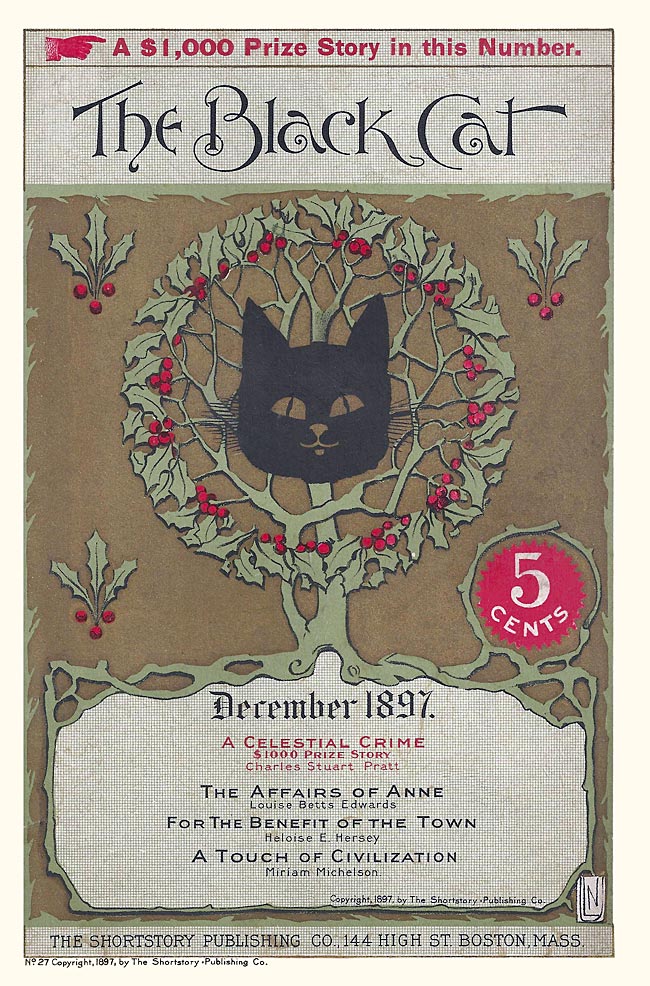 A $1,000 Prize Story in this Number.
The Black Cat
5
CENTS
December 1897.
A CELESTIAL CRIME
$1000 PRIZE STORY
Charles Stuart Pratt
THE AFFAIRS OF ANNE
Louise Betts Edwards
FOR THE BENEFIT OF THE TOWN
Heloise E. Hersey
A TOUCH OF CIVILIZATION
Miriam Michelson.
Copyright, 1897, by The Shortstory Publishing Co.
THE SHORTSTORY PUBLISHING CO., 144 HIGH ST. BOSTON, MASS.
No 27 Copyright, 1897, by The Shortstory Publishing Co.